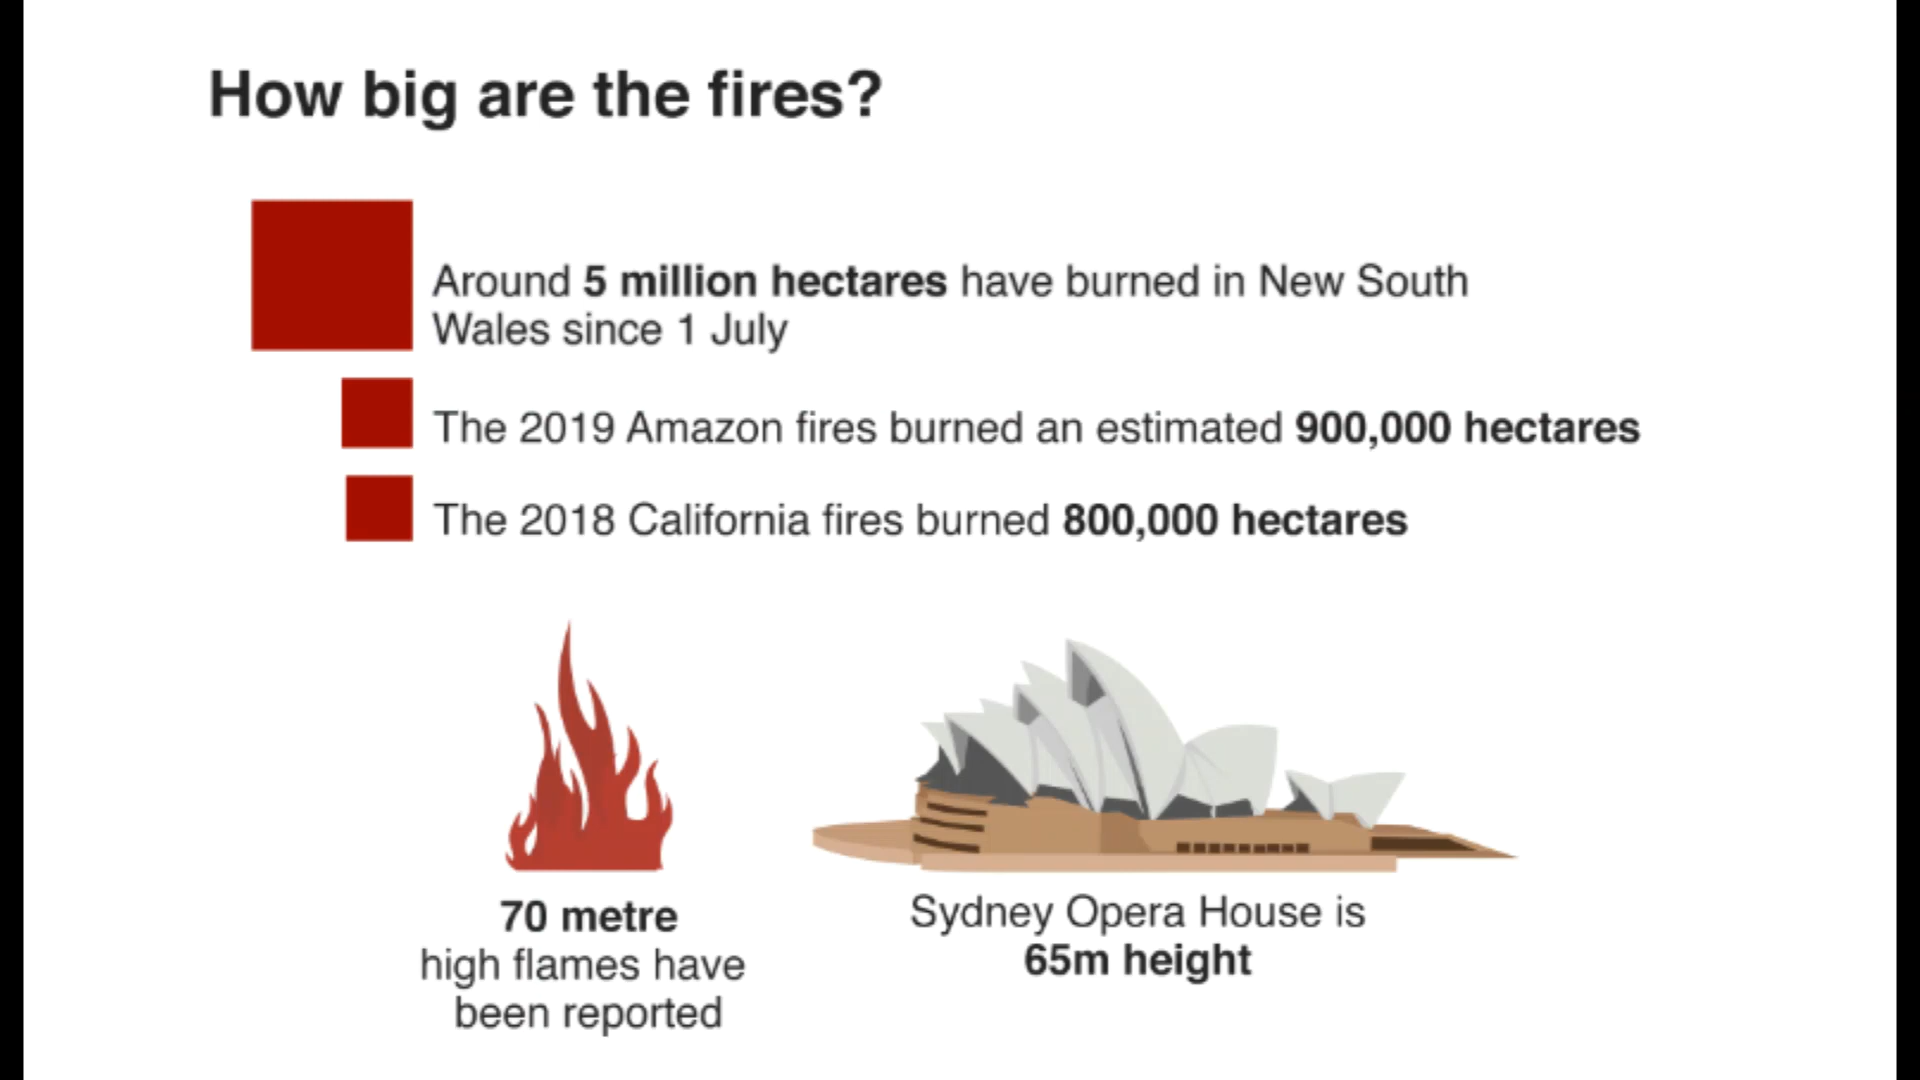 How big are the fires?
Around 5 million hectares have burned in New South
Wales since 1 July
The 2019 Amazon fires burned an estimated 900,000 hectares
The 2018 California fires burned 800,000 hectares
70 metre
high flames have
been reported
Sydney Opera House is
65m height